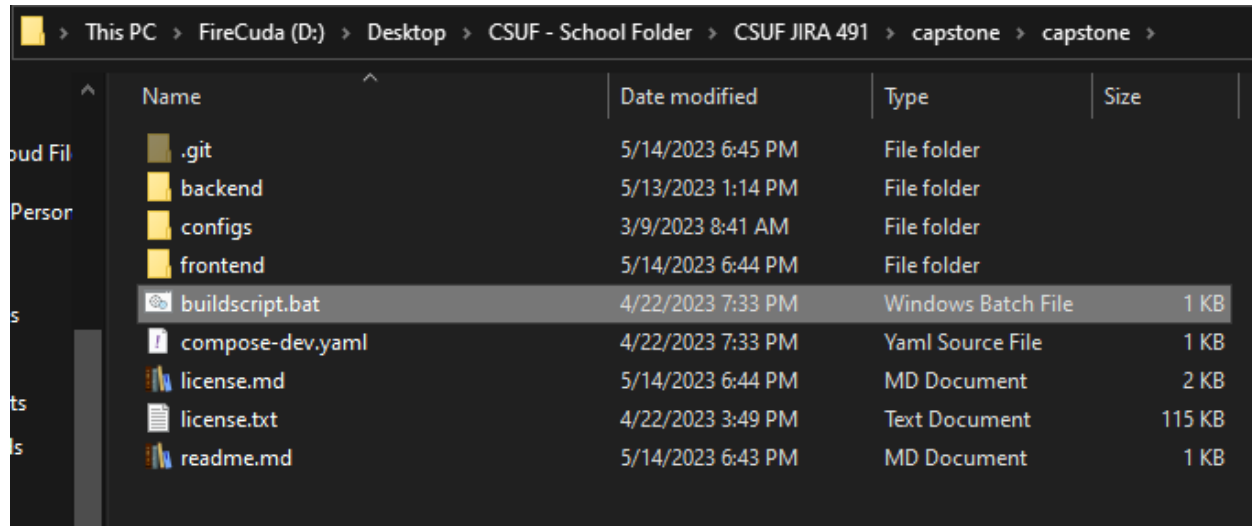 This PC > FireCuda (D:) > Desktop > CSUF - School Folder > CSUF JIRA 491 > capstone > capstone >
Name Date modified Type Size
.git 5/14/2023 6:45 PM File folder
backend 5/13/2023 1:14 PM File folder
configs 3/9/2023 8:41 AM File folder
frontend 5/14/2023 6:44 PM File folder
buildscript.bat 4/22/2023 7:33 PM Windows Batch File 1 KB
compose-dev.yaml 4/22/2023 7:33 PM Yaml Source File 1 KB
license.md 5/14/2023 6:44 PM MD Document 2 KB
license.txt 4/22/2023 3:49 PM Text Document 115 KB
readme.md 5/14/2023 6:43 PM MD Document 1 KB